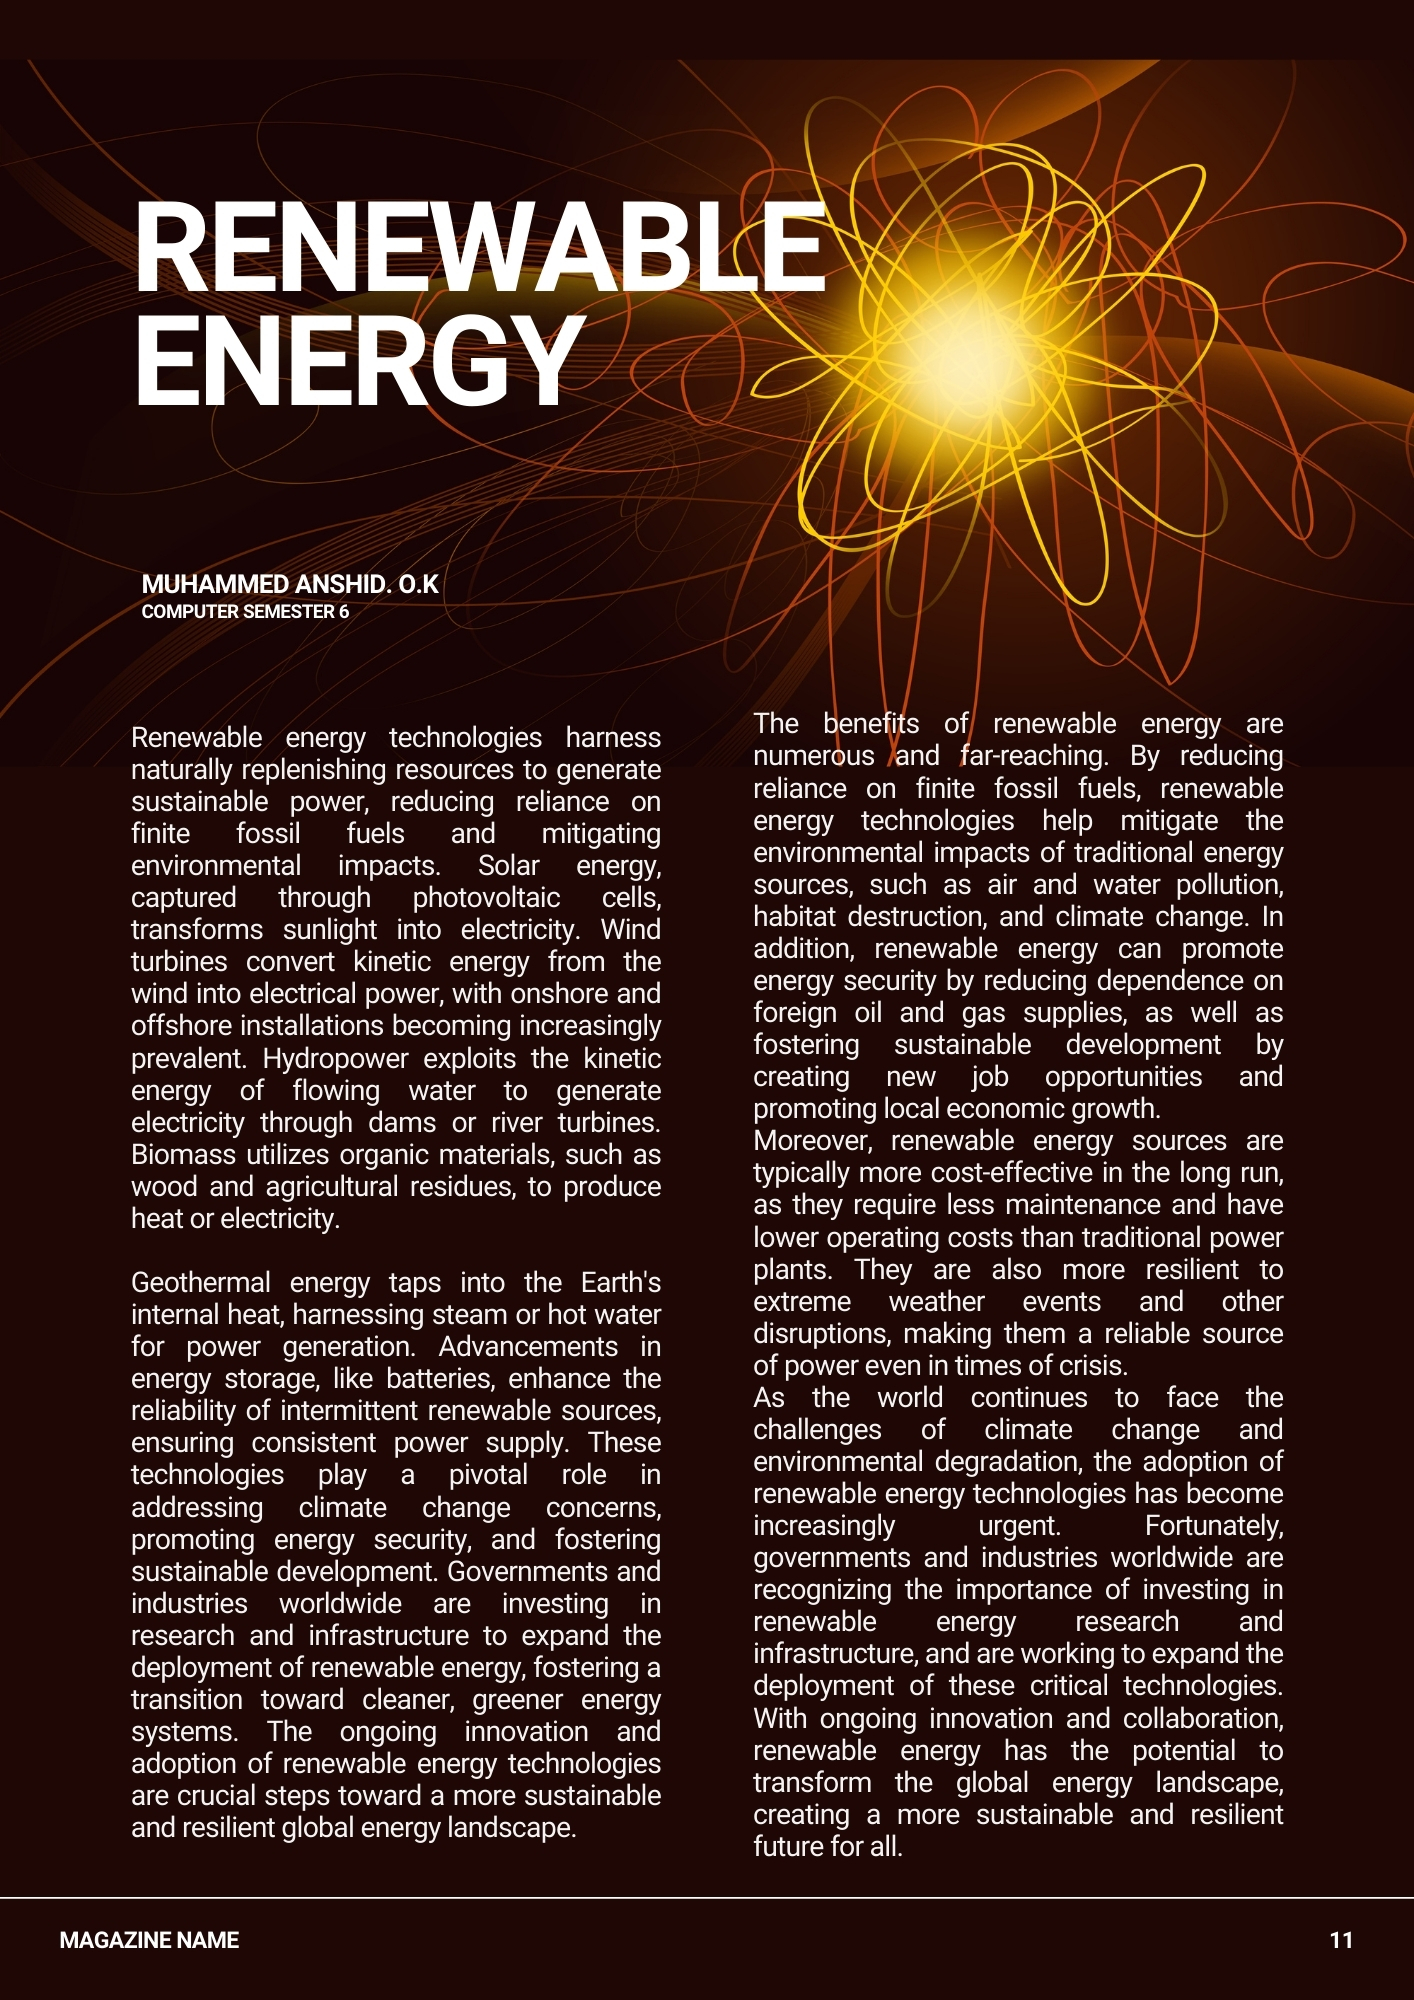 RENEWABLE
ENERGY
MUHAMMED ANSHID. O.K
COMPUTER SEMESTER 6
Renewable energy technologies harness
naturally replenishing resources to generate
sustainable power, reducing reliance on
finite fossil fuels and mitigating
environmental impacts. Solar energy,
captured through photovoltaic cells,
transforms sunlight into electricity. Wind
turbines convert kinetic energy from the
wind into electrical power, with onshore and
offshore installations becoming increasingly
prevalent. Hydropower exploits the kinetic
energy of flowing water to generate
electricity through dams or river turbines.
Biomass utilizes organic materials, such as
wood and agricultural residues, to produce
heat or electricity.
Geothermal energy taps into the Earth's
internal heat, harnessing steam or hot water
for power generation. Advancements in
energy storage, like batteries, enhance the
reliability of intermittent renewable sources,
ensuring consistent power supply. These
technologies play a pivotal role in
addressing climate change concerns,
promoting energy security, and fostering
sustainable development. Governments and
industries worldwide are investing in
research and infrastructure to expand the
deployment of renewable energy, fostering a
transition toward cleaner, greener energy
systems. The ongoing innovation and
adoption of renewable energy technologies
are crucial steps toward a more sustainable
and resilient global energy landscape.
The benefits of renewable energy are
numerous and far-reaching. By reducing
reliance on finite fossil fuels, renewable
energy technologies help mitigate the
environmental impacts of traditional energy
sources, such as air and water pollution,
habitat destruction, and climate change. In
addition, renewable energy can promote
energy security by reducing dependence on
foreign oil and gas supplies, as well as
fostering sustainable development by
creating new job opportunities and
promoting local economic growth.
Moreover, renewable energy sources are
typically more cost-effective in the long run,
as they require less maintenance and have
lower operating costs than traditional power
plants. They are also more resilient to
extreme weather events and other
disruptions, making them a reliable source
of power even in times of crisis.
As the world continues to face the
challenges of climate change and
environmental degradation, the adoption of
renewable energy technologies has become
increasingly urgent. Fortunately,
governments and industries worldwide are
recognizing the importance of investing in
renewable energy research and
infrastructure, and are working to expand the
deployment of these critical technologies.
With ongoing innovation and collaboration,
renewable energy has the potential to
transform the global energy landscape,
creating a more sustainable and resilient
future for all.
MAGAZINE NAME
11